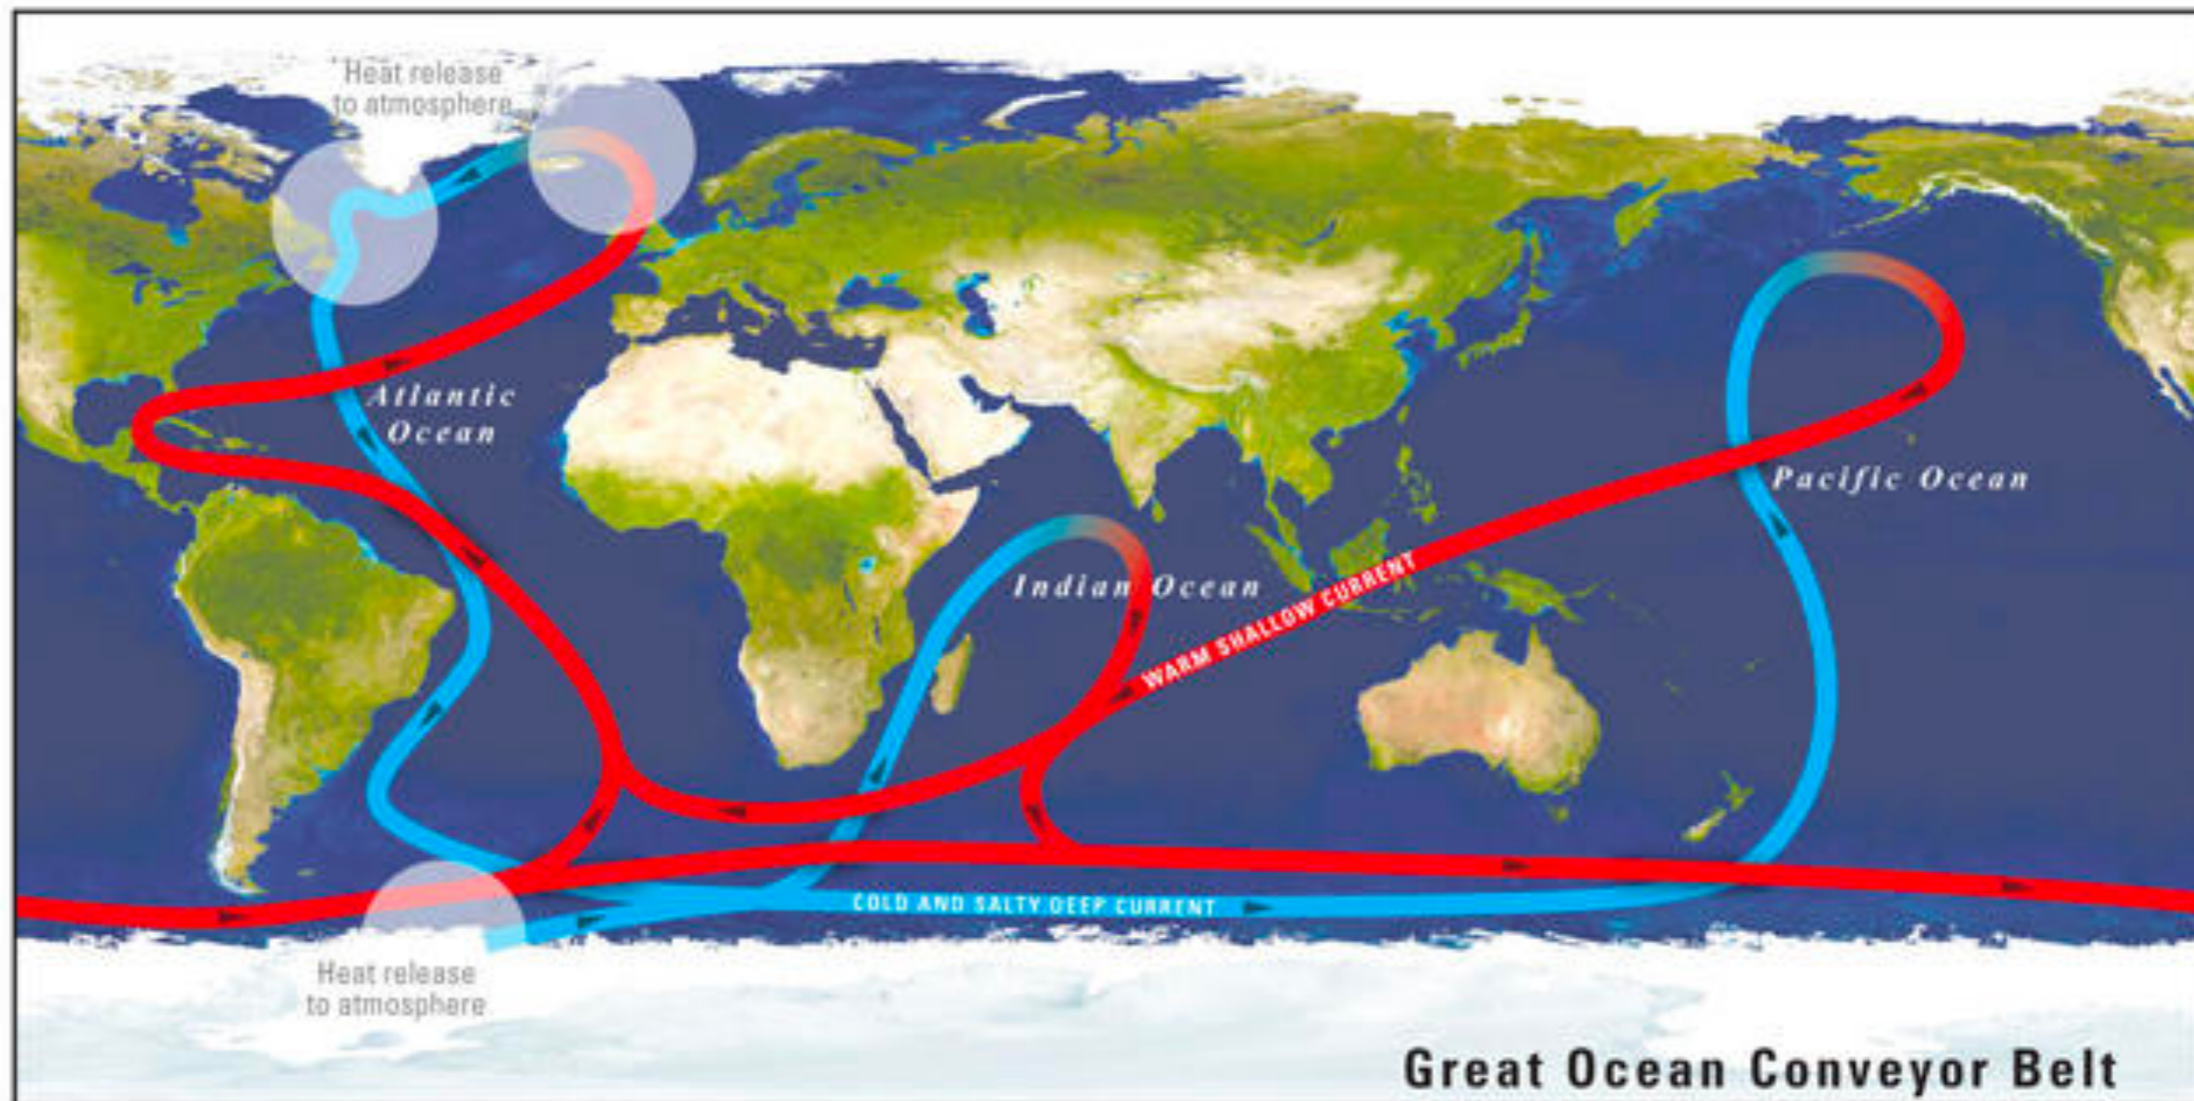 Heat release
to atmosphere
Atlantic
Ocean
Pacific Ocean
Indian Ocean
WARM SHALLOW CURRENT
COLD AND SALTY DEEP CURRENT
Heat release
to atmosphere
Great Ocean Conveyor Belt